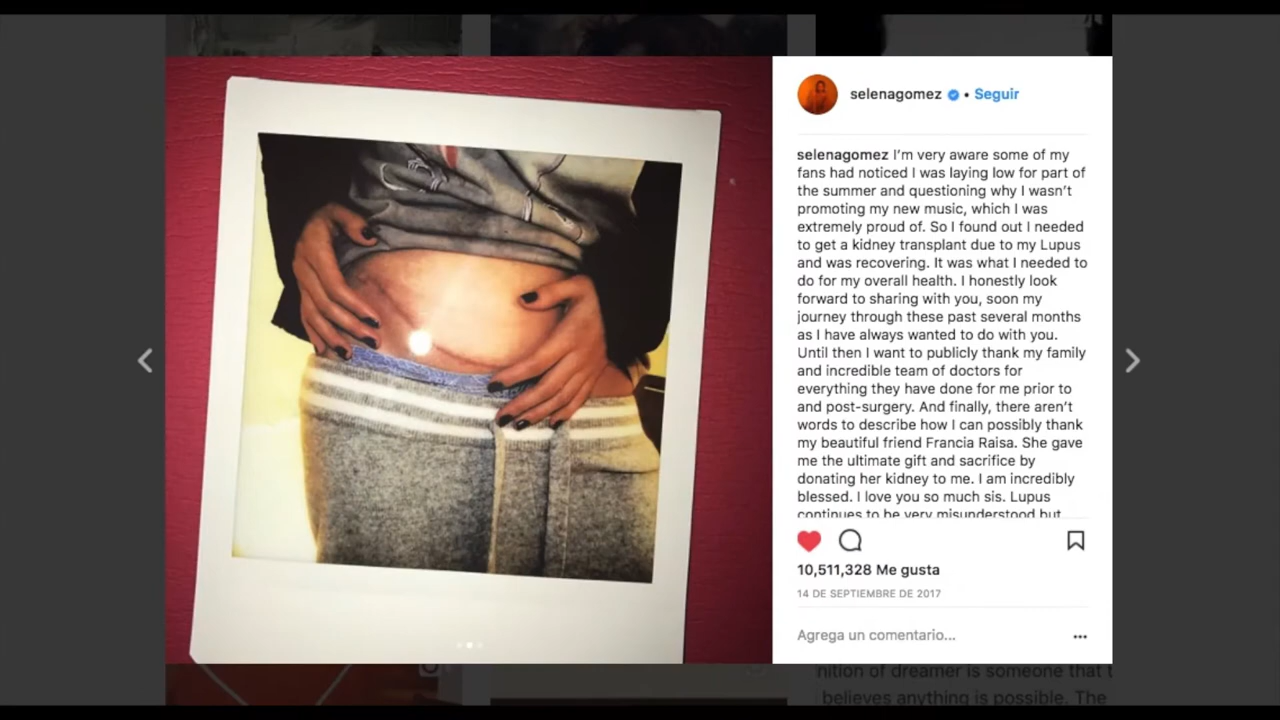 selenagomez • Seguir
selenagomez I'm very aware some of my
fans had noticed I was laying low for part of
the summer and questioning why I wasn't
promoting my new music, which I was
extremely proud of. So I found out I needed
to get a kidney transplant due to my Lupus
and was recovering. It was what I needed to
do for my overall health. I honestly look
forward to sharing with you, soon my
journey through these past several months
as I have always wanted to do with you.
Until then I want to publicly thank my family
and incredible team of doctors for
everything they have done for me prior to
and post-surgery. And finally, there aren't
words to describe how I can possibly thank
my beautiful friend Francia Raisa. She gave
me the ultimate gift and sacrifice by
donating her kidney to me. I am incredibly
blessed. I love you so much sis. Lupus
continues to be very misunderstood but
10,511,328 Me gusta
14 DE SEPTIEMBRE DE 2017
Agrega un comentario...
nition of dreamer is someone that t
believes anything is possible. The